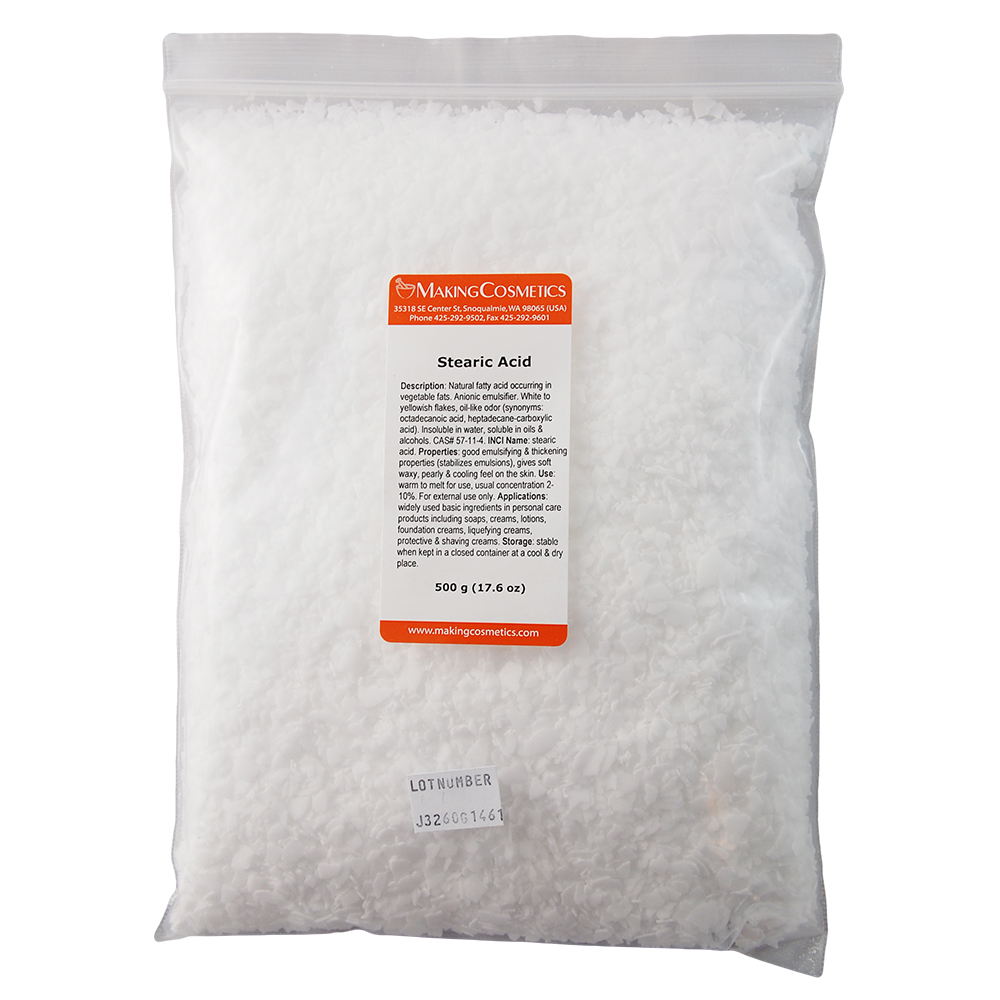 MAKINGCOSMETICS
35318 SE Center St, Snoqualmie, WA 98065 (USA)
Phone 425-292-9502, Fax 425-292-9601
Stearic Acid
Description: Natural fatty acid occurring in
vegetable fats. Anionic emulsifier. White to
yellowish flakes, oil-like odor (synonyms:
octadecanoic acid, heptadecane-carboxylic
acid). Insoluble in water, soluble in oils &
alcohols. CAS# 57-11-4. INCI Name: stearic
acid. Properties: good emulsifying & thickening
properties (stabilizes emulsions), gives soft
waxy, pearly & cooling feel on the skin. Use:
warm to melt for use, usual concentration 2-
10%. For external use only. Applications:
widely used basic ingredients in personal care
products including soaps, creams, lotions,
foundation creams, liquefying creams,
protective & shaving creams. Storage: stable
when kept in a closed container at a cool & dry
place.
500 g (17.6 oz)
www.makingcosmetics.com
LOTNUMBER